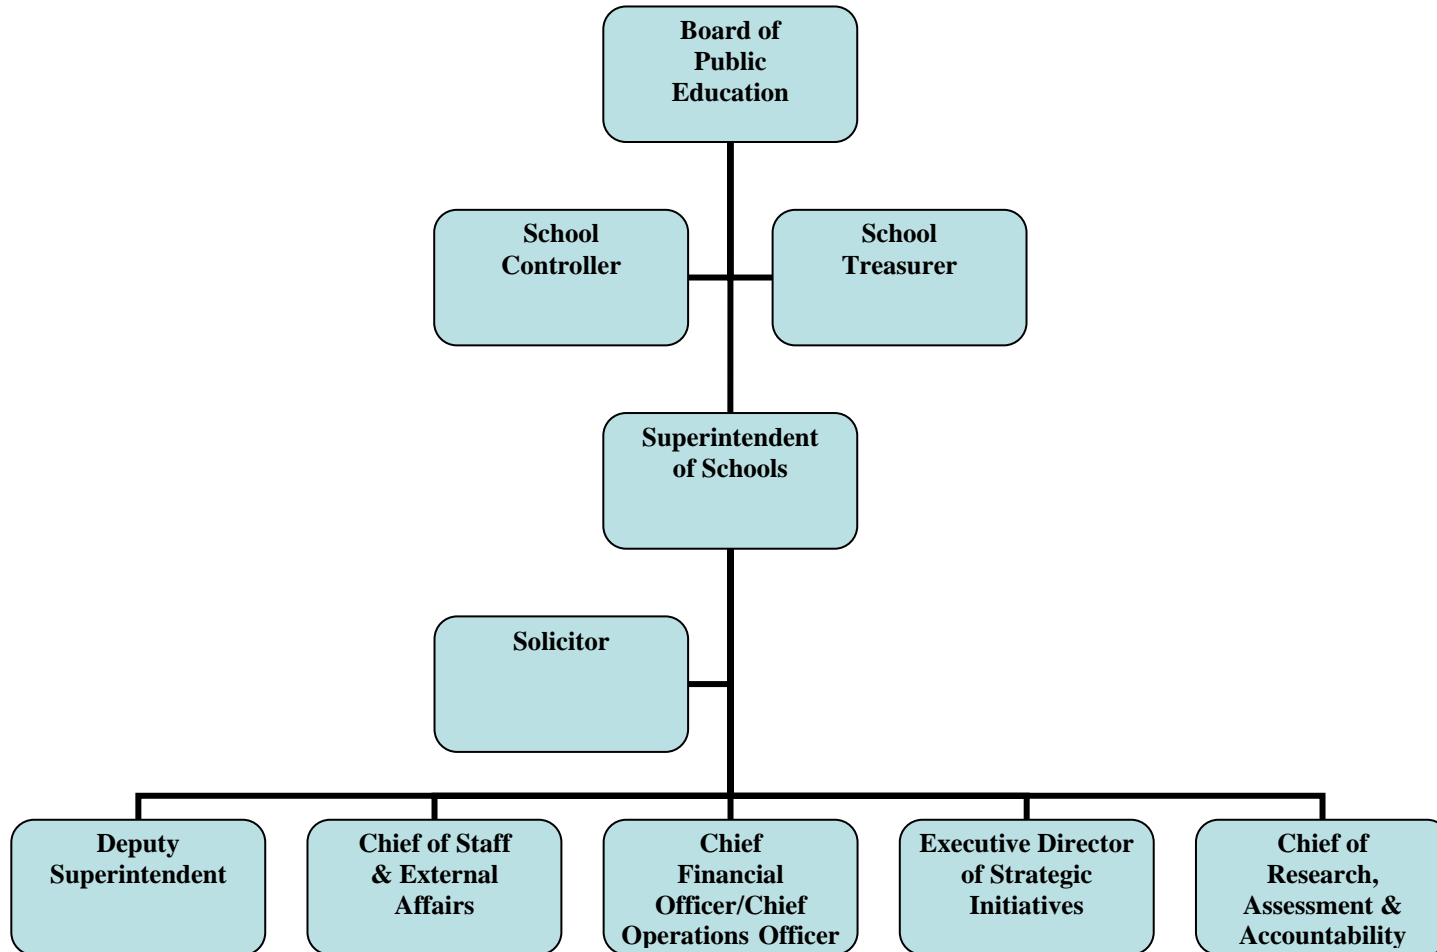 Board of
Public
Education
School
Controller
School
Treasurer
Superintendent
of Schools
Solicitor
Deputy
Superintendent
Chief of Staff
& External
Affairs
Chief
Financial
Officer/Chief
Operations Officer
Executive Director
of Strategic
Initiatives
Chief of
Research,
Assessment &
Accountability